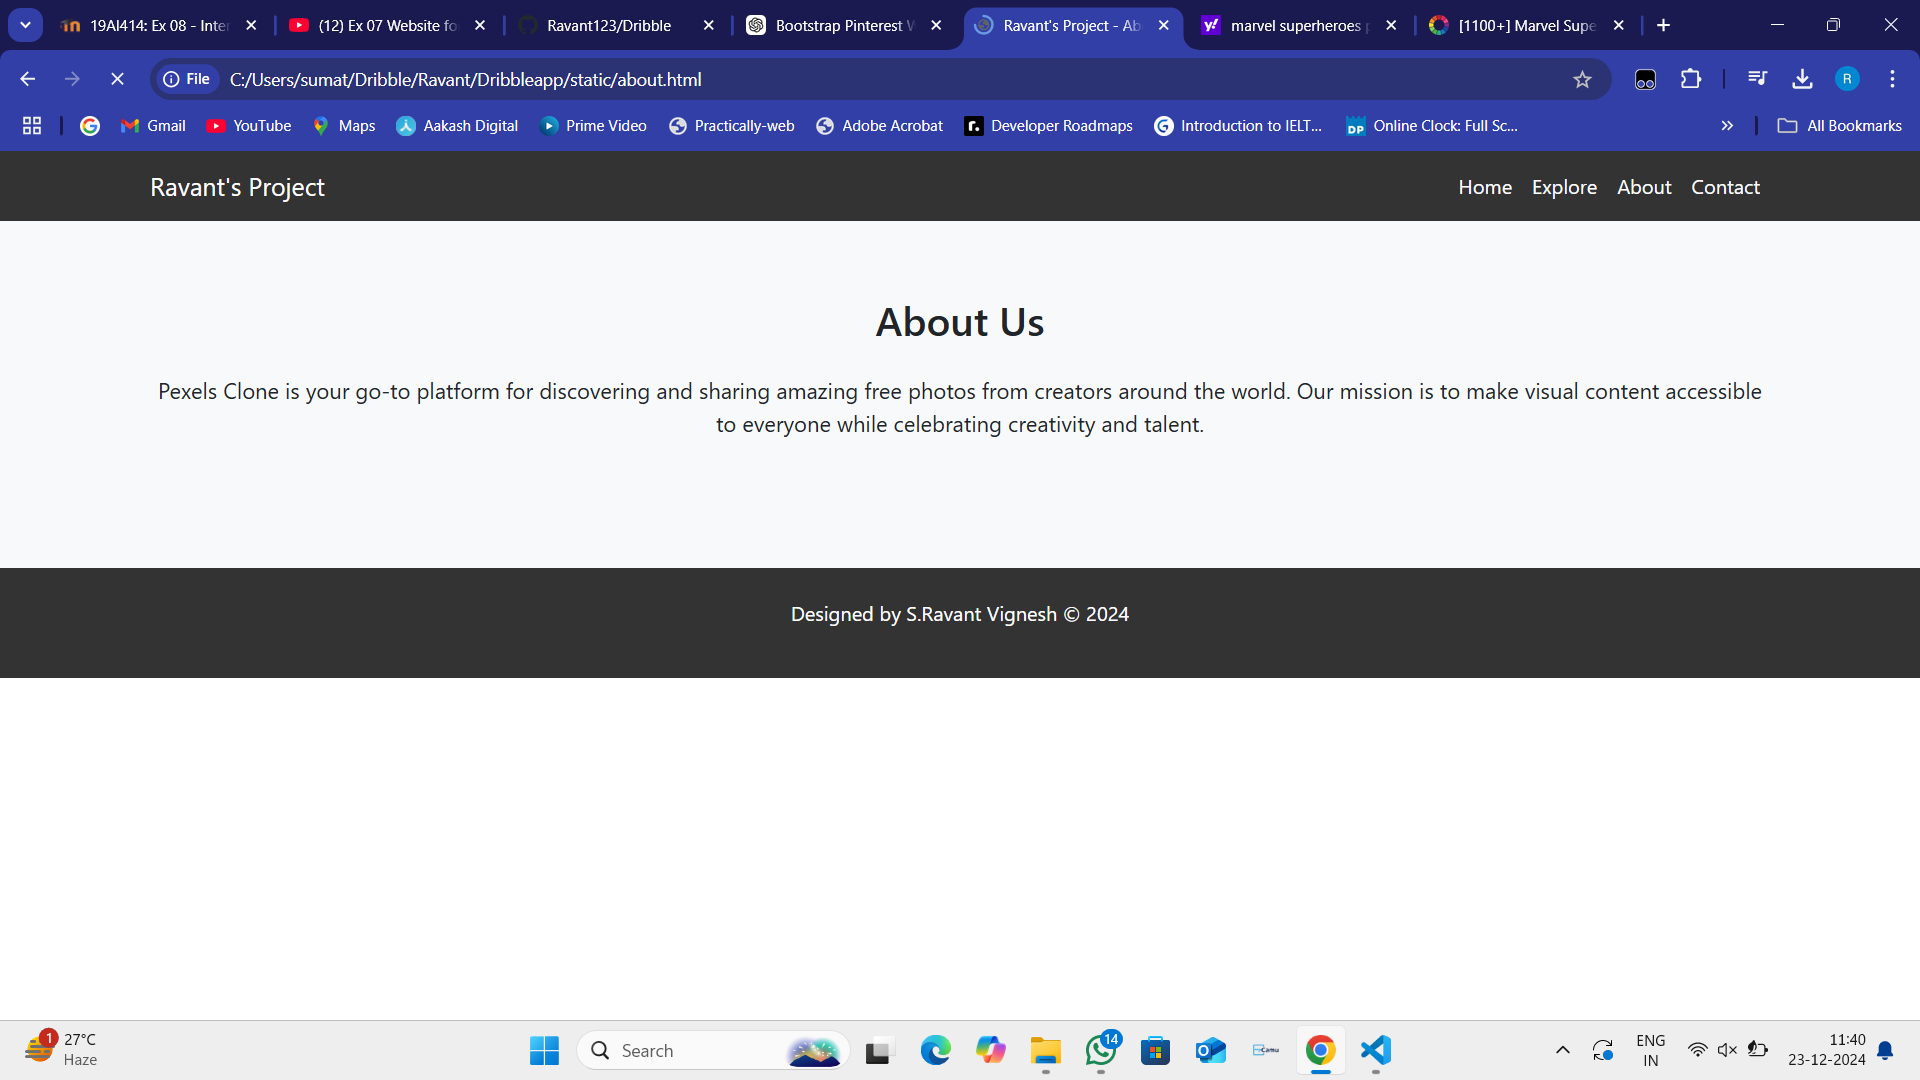 19AI414: Ex 08 - Inter
(12) Ex 07 Website fo
Ravant123/Dribble
Bootstrap Pinterest W
Ravant's Project - Ab
marvel superheroes p
[1100+] Marvel Supe
File
C:/Users/sumat/Dribble/Ravant/Dribbleapp/static/about.html
R
Gmail
YouTube
Maps
Aakash Digital
Prime Video
Practically-web
Adobe Acrobat
Developer Roadmaps
Introduction to IELT...
Online Clock: Full Sc...
All Bookmarks
Ravant's Project
Home
Explore
About
Contact
About Us
Pexels Clone is your go-to platform for discovering and sharing amazing free photos from creators around the world. Our mission is to make visual content accessible
to everyone while celebrating creativity and talent.
Designed by S.Ravant Vignesh © 2024
1
27°C
Haze
Search
14
Camu
ENG
IN
11:40
23-12-2024